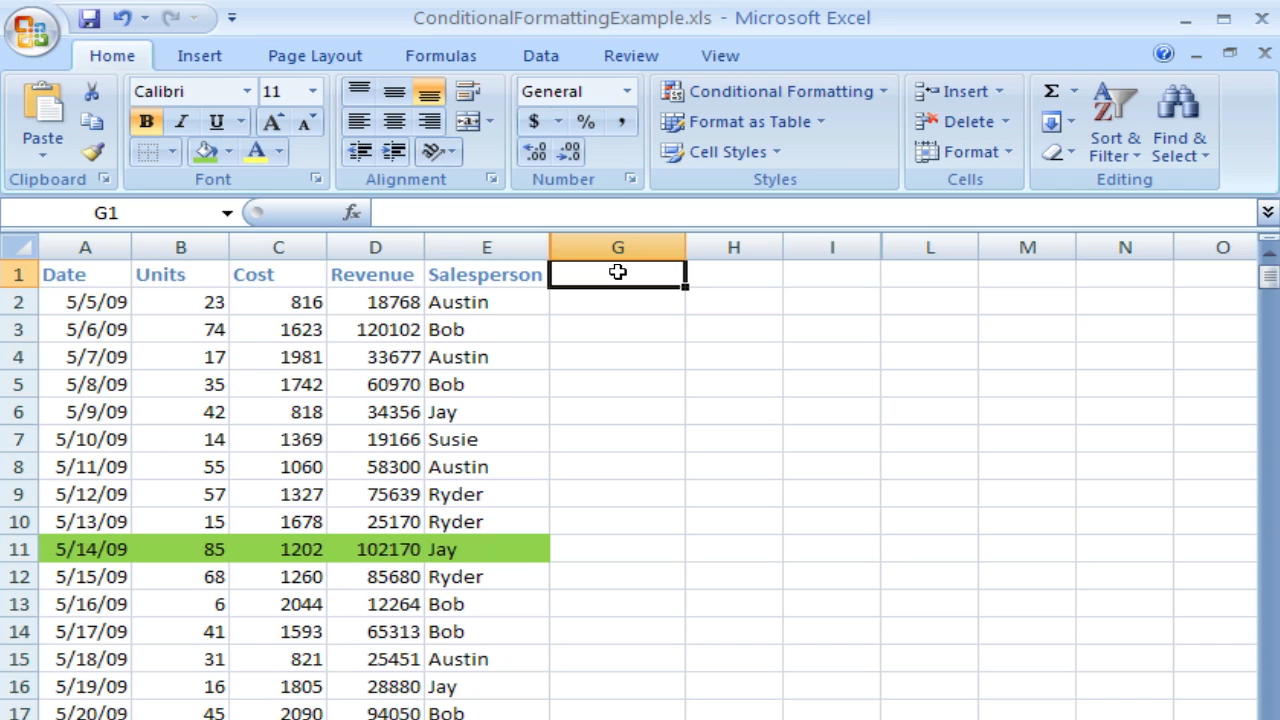 ConditionalFormattingExample.xls - Microsoft Excel
Home Insert Page Layout Formulas Data Review View
Calibri 11 General Conditional Formatting Insert
Paste B I U A A $ % , Format as Table Delete Sort & Filter Find & Select
A .00 .0 Cell Styles Format
Clipboard Font Alignment Number Styles Cells Editing
G1 fx
A B C D E G H I L M N O
1 Date Units Cost Revenue Salesperson
2 5/5/09 23 816 18768 Austin
3 5/6/09 74 1623 120102 Bob
4 5/7/09 17 1981 33677 Austin
5 5/8/09 35 1742 60970 Bob
6 5/9/09 42 818 34356 Jay
7 5/10/09 14 1369 19166 Susie
8 5/11/09 55 1060 58300 Austin
9 5/12/09 57 1327 75639 Ryder
10 5/13/09 15 1678 25170 Ryder
11 5/14/09 85 1202 102170 Jay
12 5/15/09 68 1260 85680 Ryder
13 5/16/09 6 2044 12264 Bob
14 5/17/09 41 1593 65313 Bob
15 5/18/09 31 821 25451 Austin
16 5/19/09 16 1805 28880 Jay
17 5/20/09 45 2090 94050 Bob